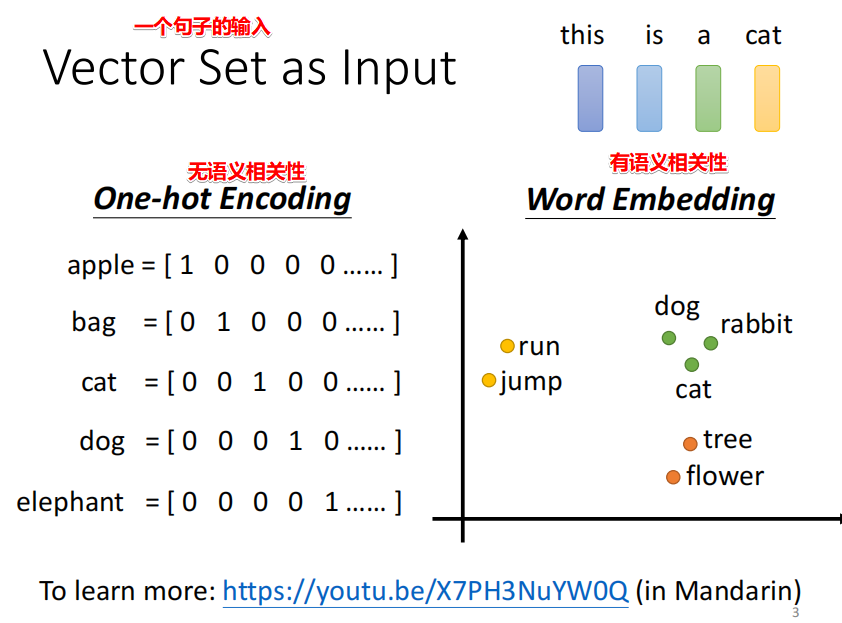 一个句子的输入
Vector Set as Input
this is a cat
无语义相关性
One-hot Encoding
apple = [ 1 0 0 0 0 …… ]
bag = [ 0 1 0 0 0 …… ]
cat = [ 0 0 1 0 0 …… ]
dog = [ 0 0 0 1 0 …… ]
elephant = [ 0 0 0 0 1 …… ]
有语义相关性
Word Embedding
dog
rabbit
run
jump
cat
tree
flower
To learn more: https://youtu.be/X7PH3NuYW0Q (in Mandarin)
3